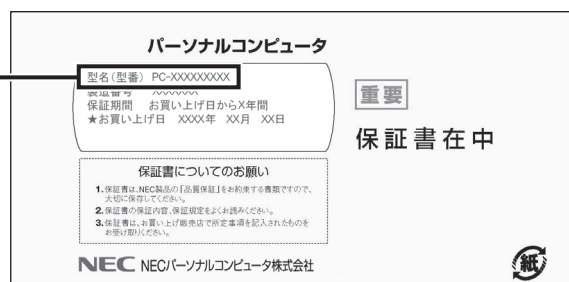 パーソナルコンピュータ
型名(型番) PC-XXXXXXXXX
製造番号 XXXXXXX
保証期間 お買い上げ日からX年間
★お買い上げ日 XXXX年 XX月 XX日
重要
保証書在中
保証書についてのお願い
1.保証書は、NEC製品の「品質保証」をお約束する書類ですので、
大切に保存してください。
2.保証書の保証内容、保証規定をよくお読みください。
3.保証書は、お買い上げ販売店で所定事項を記入されたものを
お受け取りください。
NEC NECパーソナルコンピュータ株式会社
紙